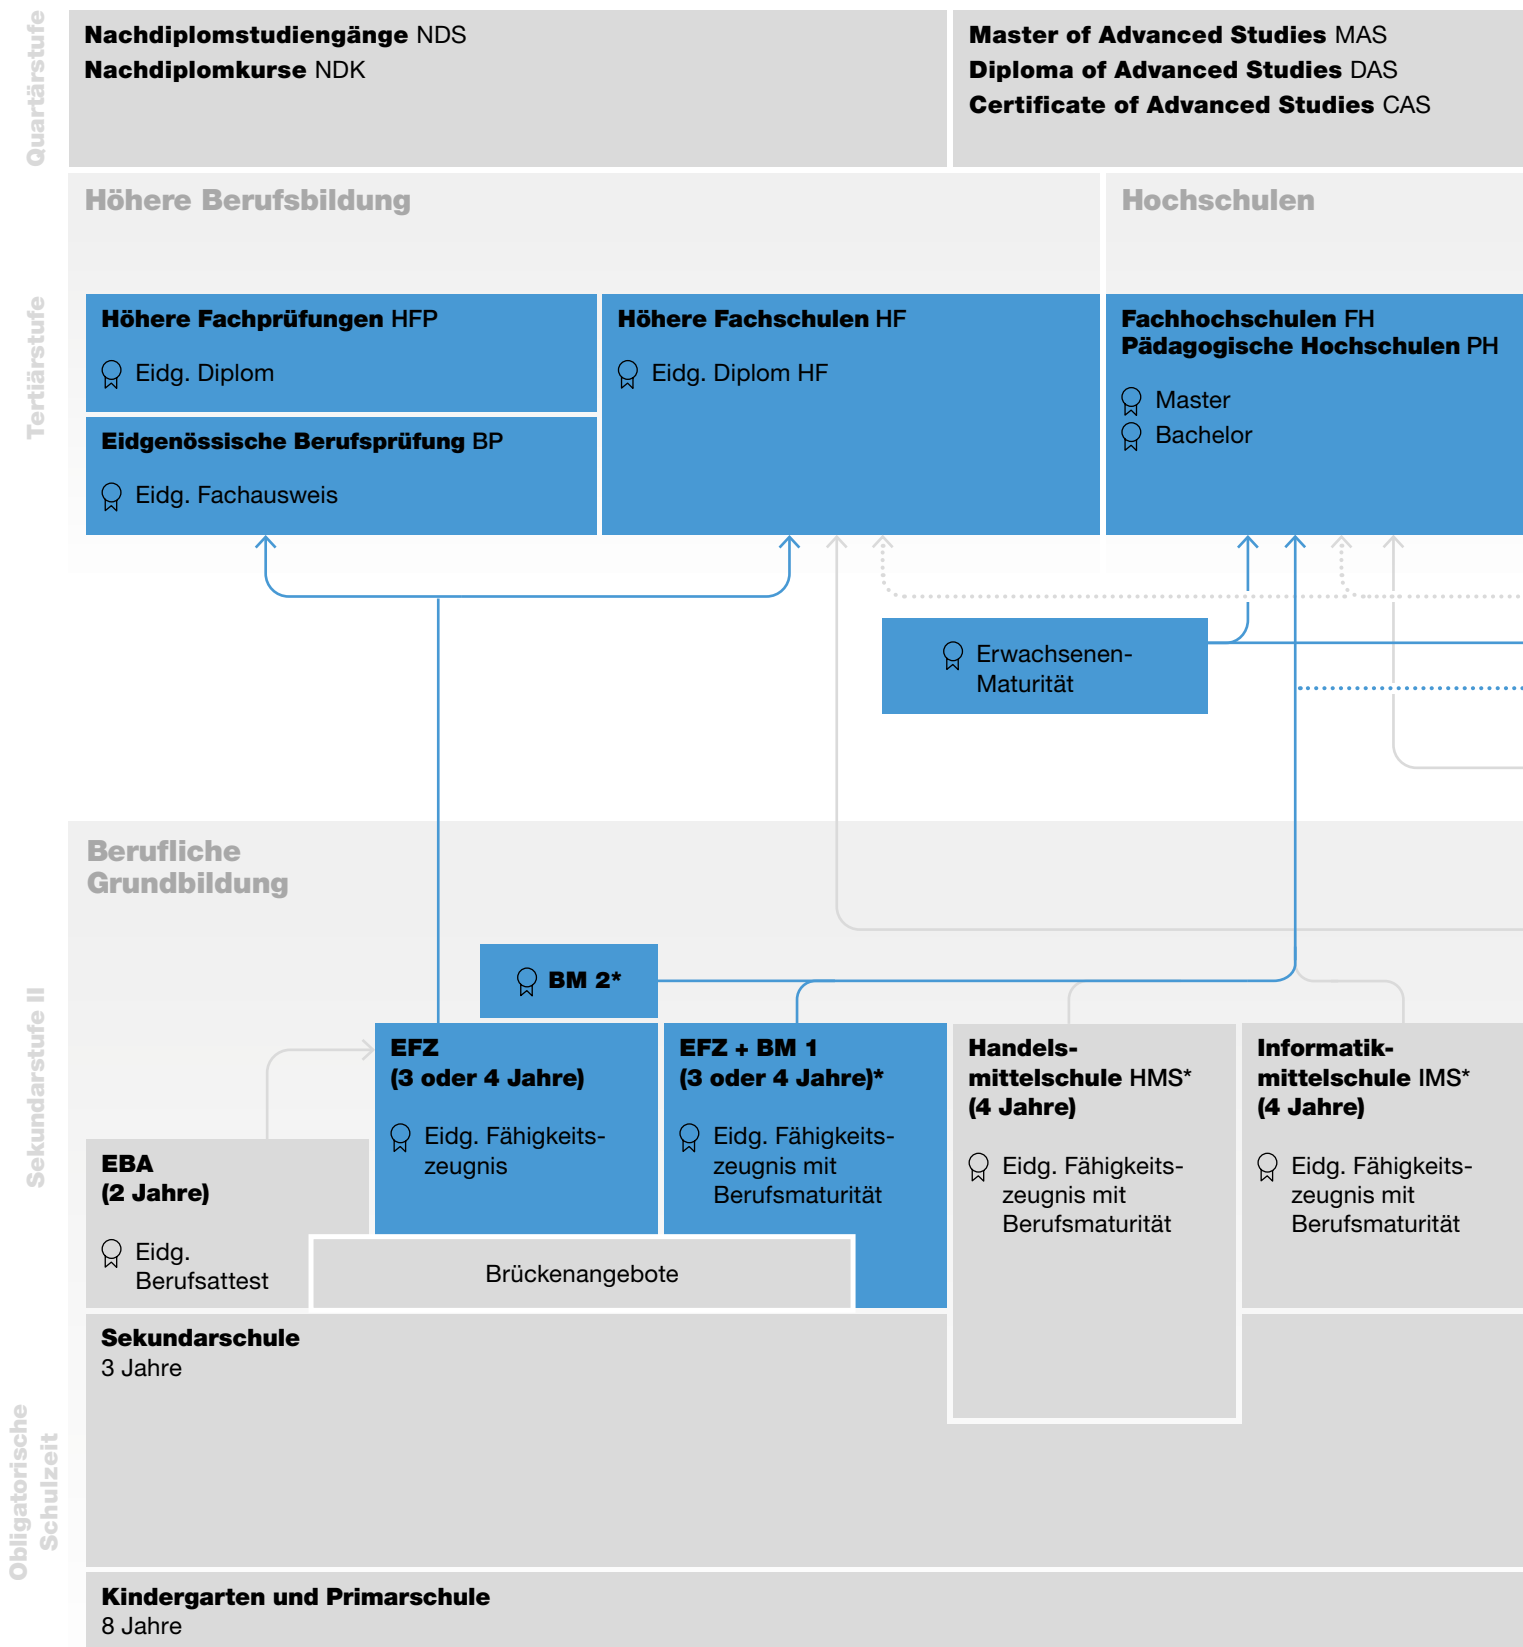 Quartärstufe
Nachdiplomstudiengänge NDS
Nachdiplomkurse NDK
Master of Advanced Studies MAS
Diploma of Advanced Studies DAS
Certificate of Advanced Studies CAS
Tertiärstufe
Höhere Berufsbildung
Hochschulen
Höhere Fachprüfungen HFP
Eidg. Diplom
Eidgenössische Berufsprüfung BP
Eidg. Fachausweis
Höhere Fachschulen HF
Eidg. Diplom HF
Fachhochschulen FH
Pädagogische Hochschulen PH
Master
Bachelor
Erwachsenen-
Maturität
Sekundarstufe II
Berufliche
Grundbildung
BM 2*
EBA
(2 Jahre)
Eidg.
Berufsattest
EFZ
(3 oder 4 Jahre)
Eidg. Fähigkeits-
zeugnis
EFZ + BM 1
(3 oder 4 Jahre)*
Eidg. Fähigkeits-
zeugnis mit
Berufsmaturität
Handels-
mittelschule HMS*
(4 Jahre)
Eidg. Fähigkeits-
zeugnis mit
Berufsmaturität
Informatik-
mittelschule IMS*
(4 Jahre)
Eidg. Fähigkeits-
zeugnis mit
Berufsmaturität
Brückenangebote
Obligatorische
Schulzeit
Sekundarschule
3 Jahre
Kindergarten und Primarschule
8 Jahre